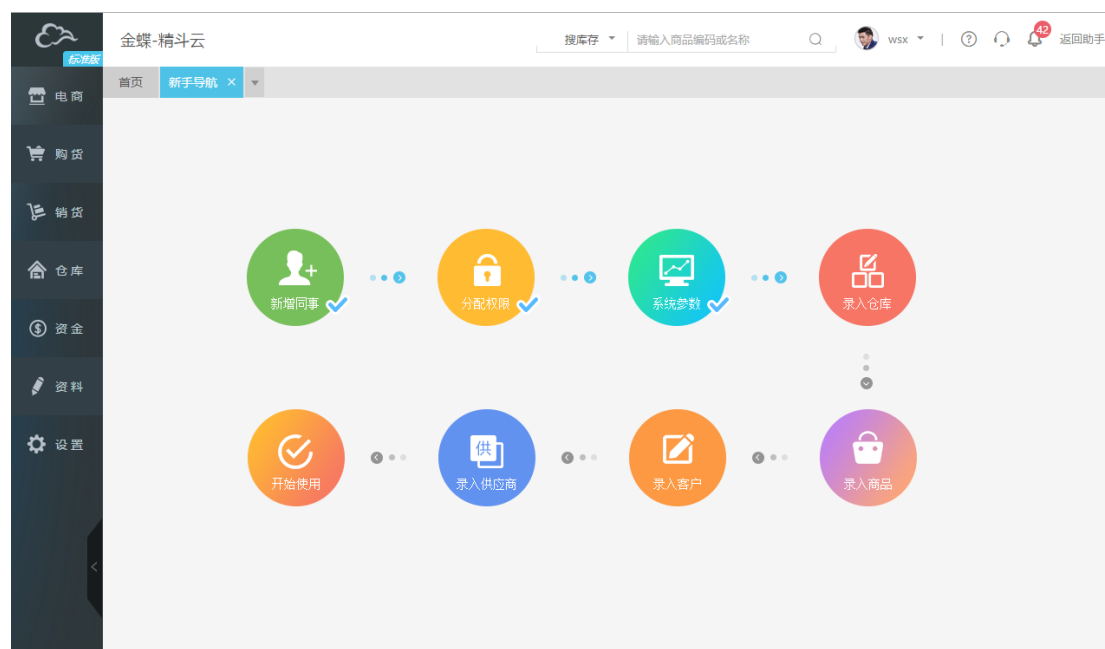 标准版
金蝶-精斗云
搜库存
请输入商品编码或名称
wsx
42
返回助手
首页
新手导航
电商
购货
销货
仓库
资金
资料
设置
新增同事
分配权限
系统参数
录入仓库
开始使用
供
录入供应商
录入客户
录入商品